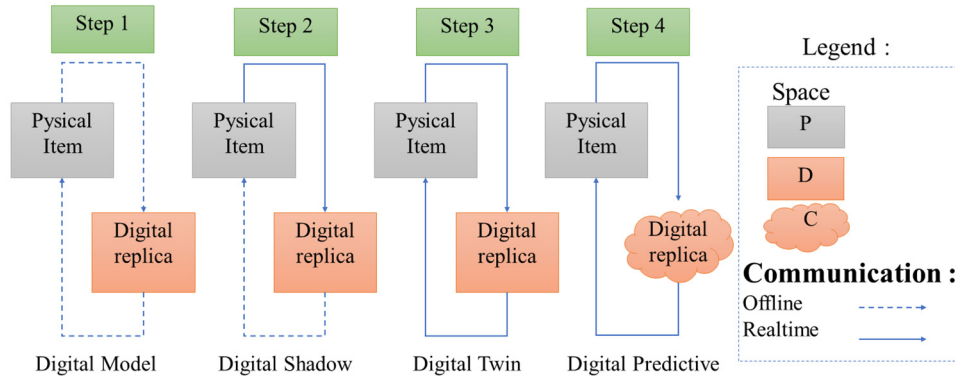 Step 1
Step 2
Step 3
Step 4
Pysical
Item
Pysical
Item
Pysical
Item
Pysical
Item
Digital
replica
Digital
replica
Digital
replica
Digital
replica
Digital Model
Digital Shadow
Digital Twin
Digital Predictive
Legend :
Space
P
D
C
Communication :
Offline
Realtime